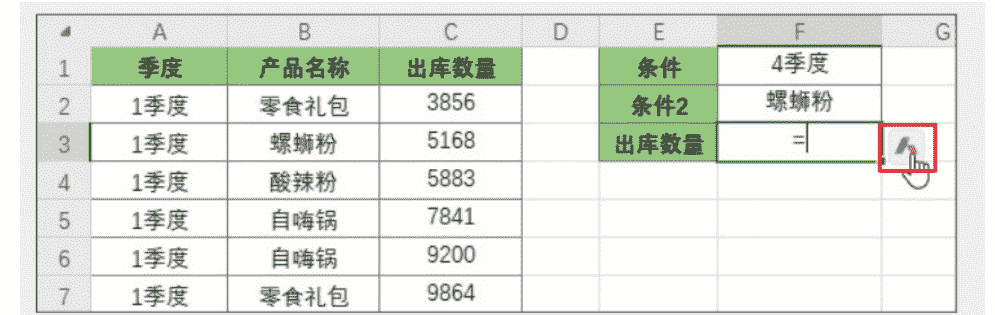 A B C D E F G
1 季度 产品名称 出库数量 条件 4季度
2 1季度 零食礼包 3856 条件2 螺蛳粉
3 1季度 螺蛳粉 5168 出库数量 =
4 1季度 酸辣粉 5883
5 1季度 自嗨锅 7841
6 1季度 自嗨锅 9200
7 1季度 零食礼包 9864